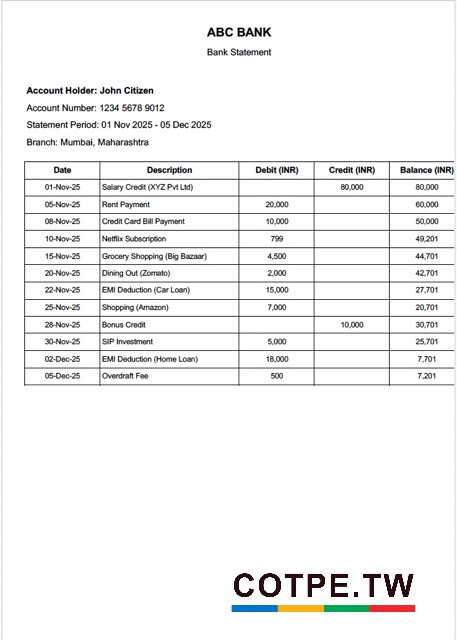 ABC BANK
Bank Statement
Account Holder: John Citizen
Account Number: 1234 5678 9012
Statement Period: 01 Nov 2025 - 05 Dec 2025
Branch: Mumbai, Maharashtra
Date Description Debit (INR) Credit (INR) Balance (INR)
01-Nov-25 Salary Credit (XYZ Pvt Ltd) 80,000 80,000
05-Nov-25 Rent Payment 20,000 60,000
08-Nov-25 Credit Card Bill Payment 10,000 50,000
10-Nov-25 Netflix Subscription 799 49,201
15-Nov-25 Grocery Shopping (Big Bazaar) 4,500 44,701
20-Nov-25 Dining Out (Zomato) 2,000 42,701
22-Nov-25 EMI Deduction (Car Loan) 15,000 27,701
25-Nov-25 Shopping (Amazon) 7,000 20,701
28-Nov-25 Bonus Credit 10,000 30,701
30-Nov-25 SIP Investment 5,000 25,701
02-Dec-25 EMI Deduction (Home Loan) 18,000 7,701
05-Dec-25 Overdraft Fee 500 7,201
COTPE.TW